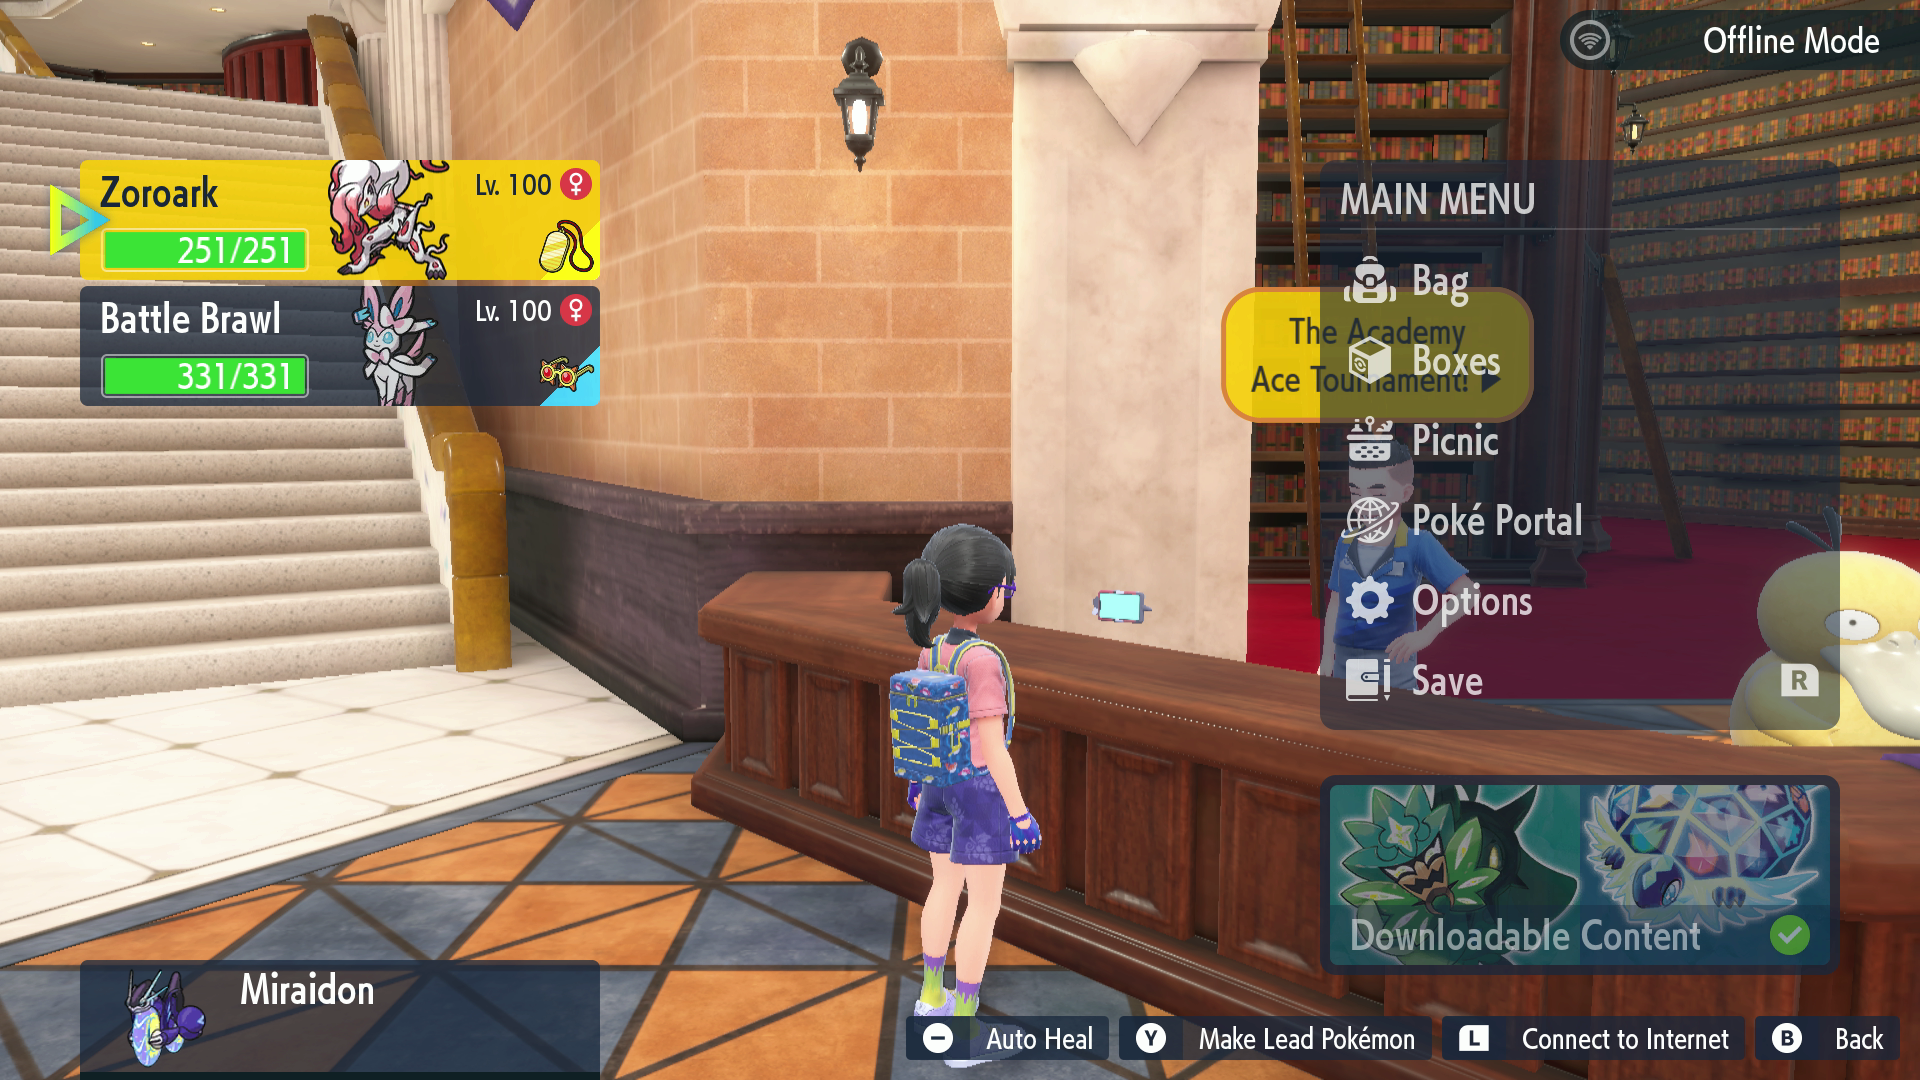 Offline Mode
Zoroark
Lv. 100
251/251
Battle Brawl
Lv. 100
331/331
MAIN MENU
Bag
The Academy
Ace Tournament!
Boxes
Picnic
Poké Portal
Options
Save
R
Downloadable Content
Miraidon
Auto Heal
Y Make Lead Pokémon
L Connect to Internet
B Back